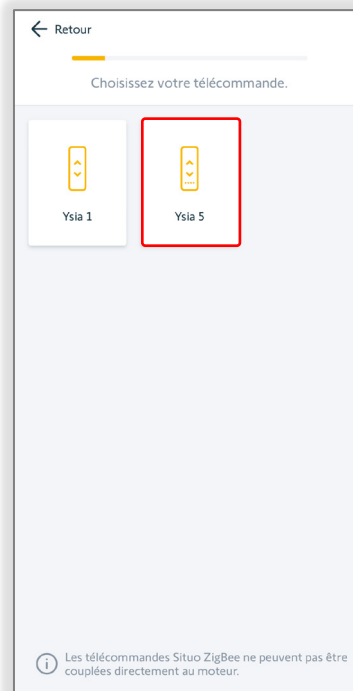 Retour
Choisissez votre télécommande.
Ysia 1
Ysia 5
Les télécommandes Situo ZigBee ne peuvent pas être
couplées directement au moteur.